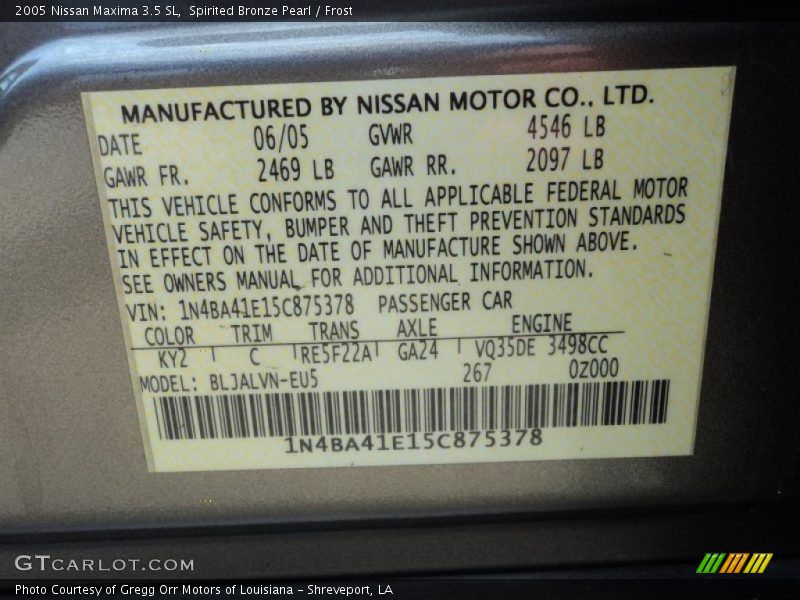 2005 Nissan Maxima 3.5 SL, Spirited Bronze Pearl / Frost
MANUFACTURED BY NISSAN MOTOR CO., LTD.
DATE 06/05 GVWR 4546 LB
GAWR FR. 2469 LB GAWR RR. 2097 LB
THIS VEHICLE CONFORMS TO ALL APPLICABLE FEDERAL MOTOR
VEHICLE SAFETY, BUMPER AND THEFT PREVENTION STANDARDS
IN EFFECT ON THE DATE OF MANUFACTURE SHOWN ABOVE.
SEE OWNERS MANUAL FOR ADDITIONAL INFORMATION.
VIN: 1N4BA41E15C875378 PASSENGER CAR
COLOR TRIM TRANS AXLE ENGINE
KY2 C RE5F22A GA24 VQ35DE 3498CC
MODEL: BLJALVN-EU5 267 0Z000
1N4BA41E15C875378
GTCARLOT.COM
Photo Courtesy of Gregg Orr Motors of Louisiana – Shreveport, LA